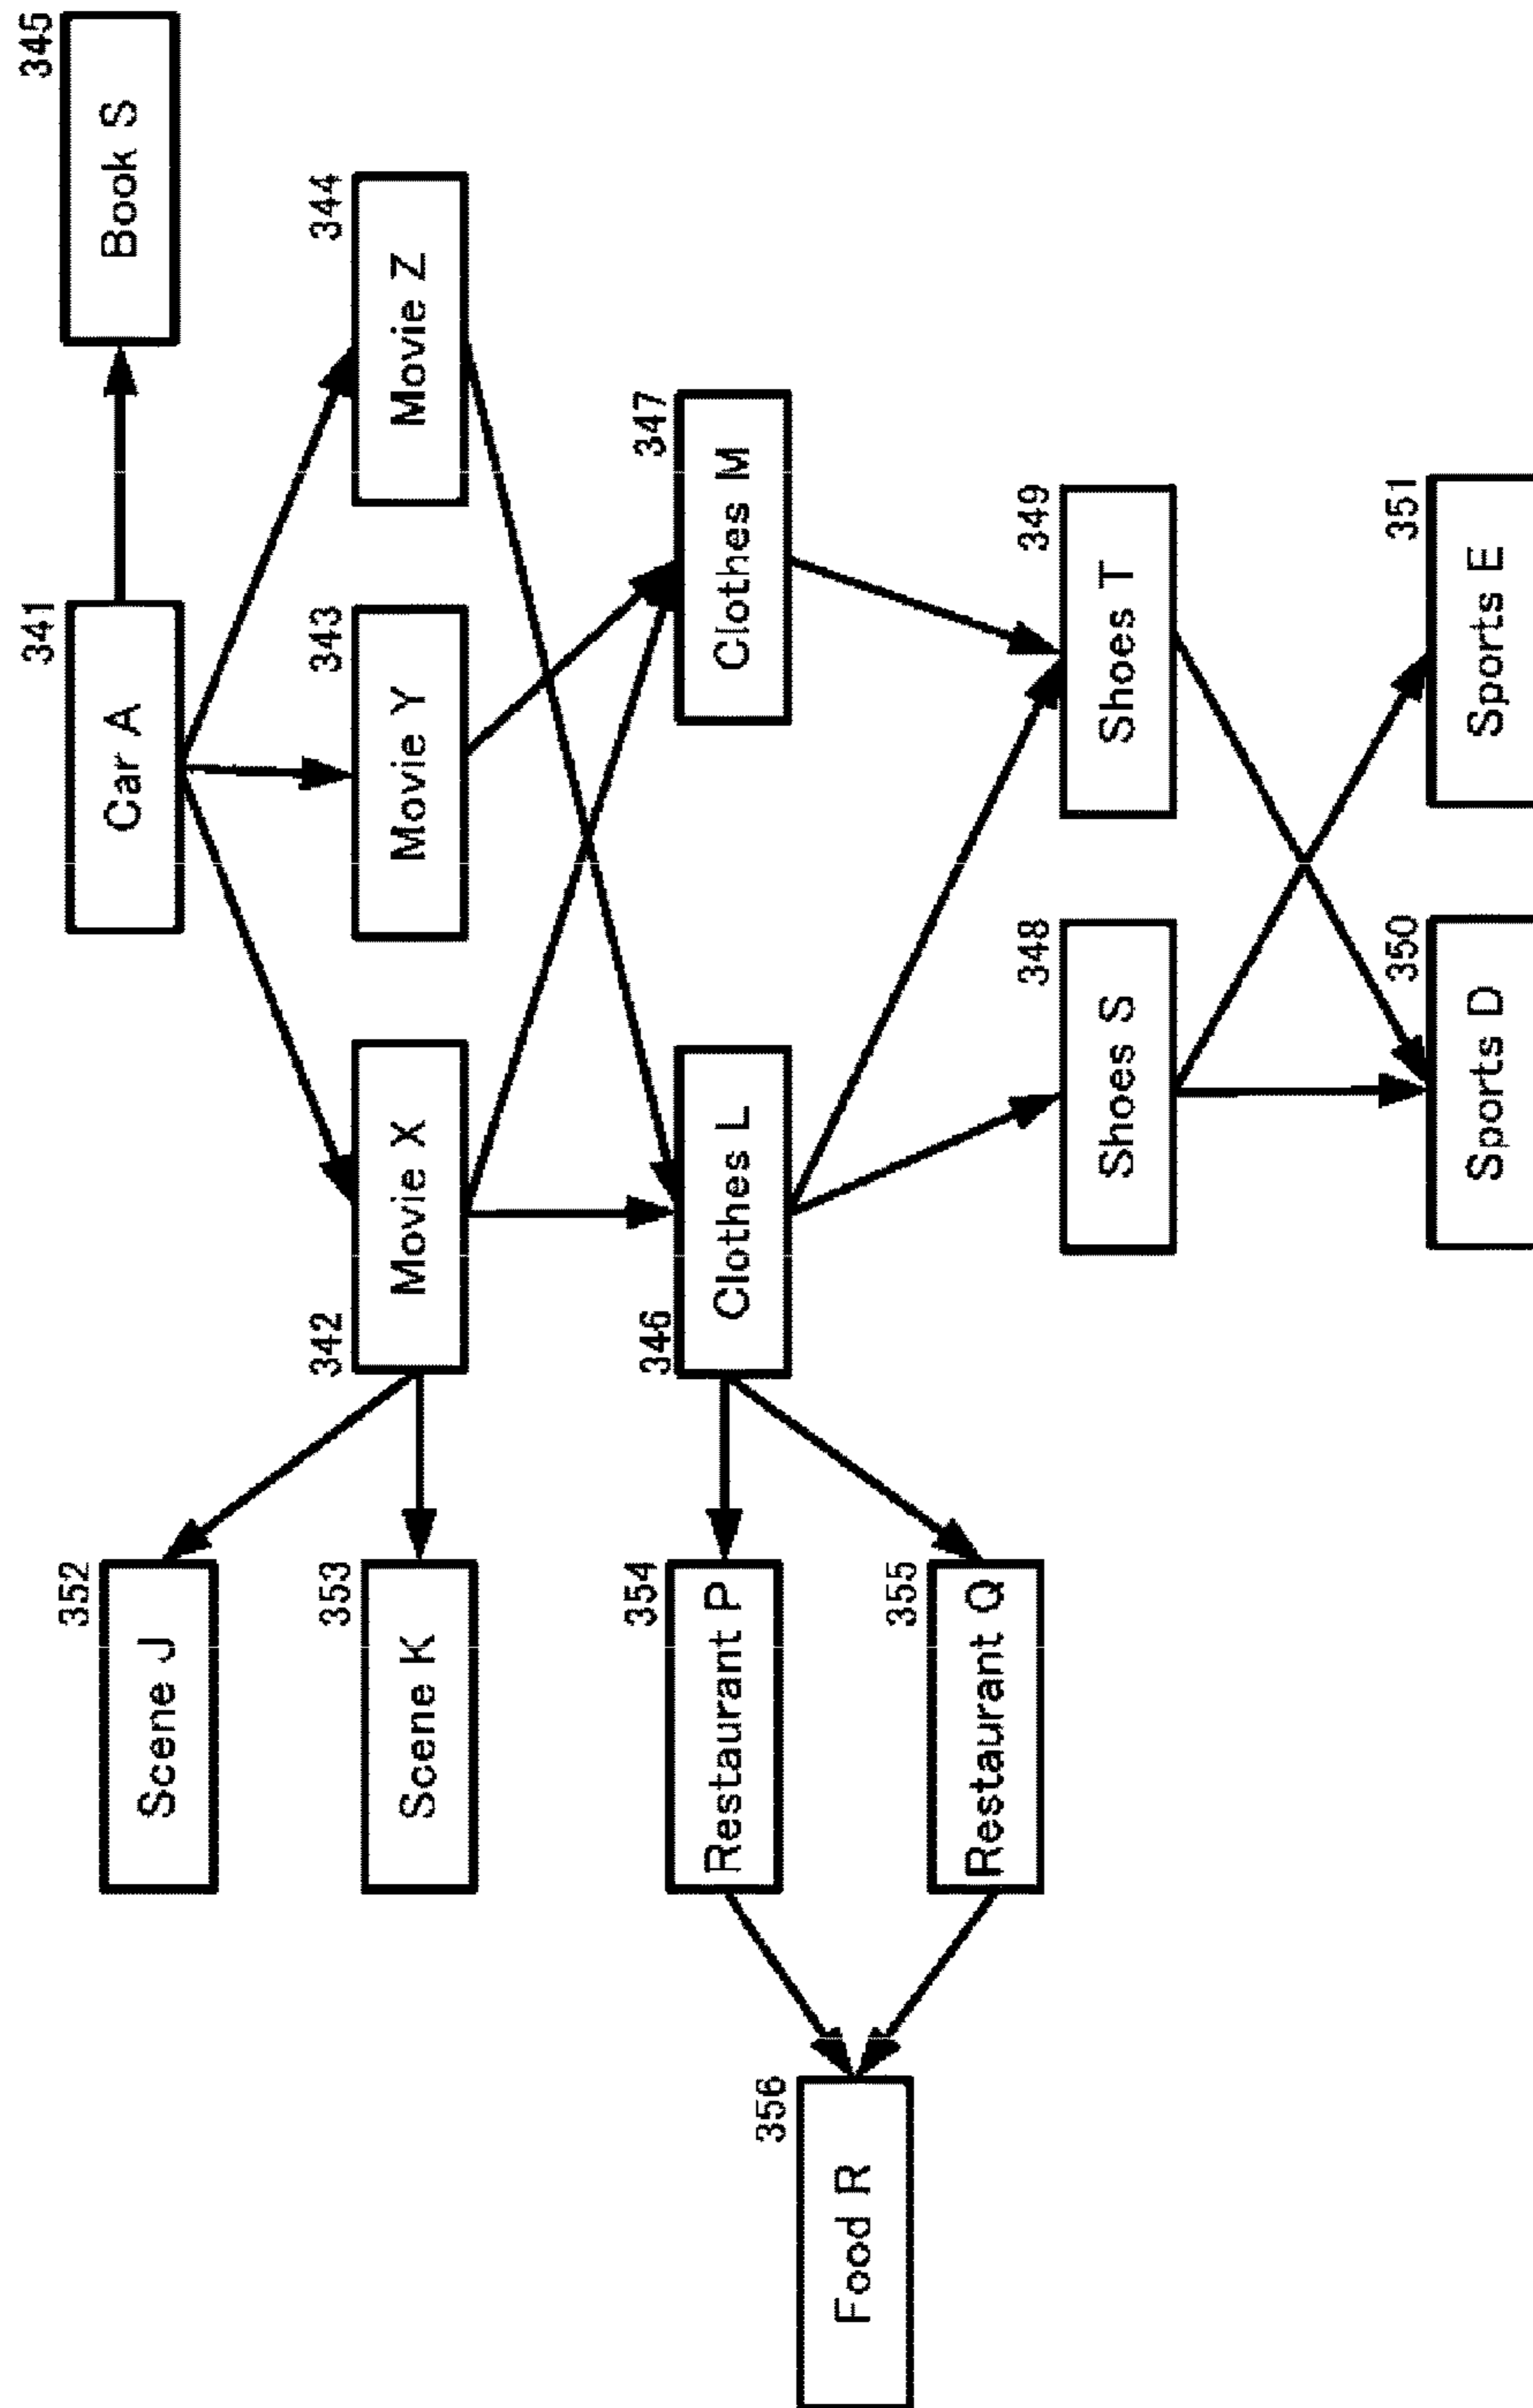 345
Book S
341
Car A
344
Movie Z
343
Movie Y
342
Movie X
352
Scene J
353
Scene K
347
Clothes M
346
Clothes L
354
Restaurant P
355
Restaurant Q
356
Food R
349
Shoes T
348
Shoes S
351
Sports E
350
Sports D